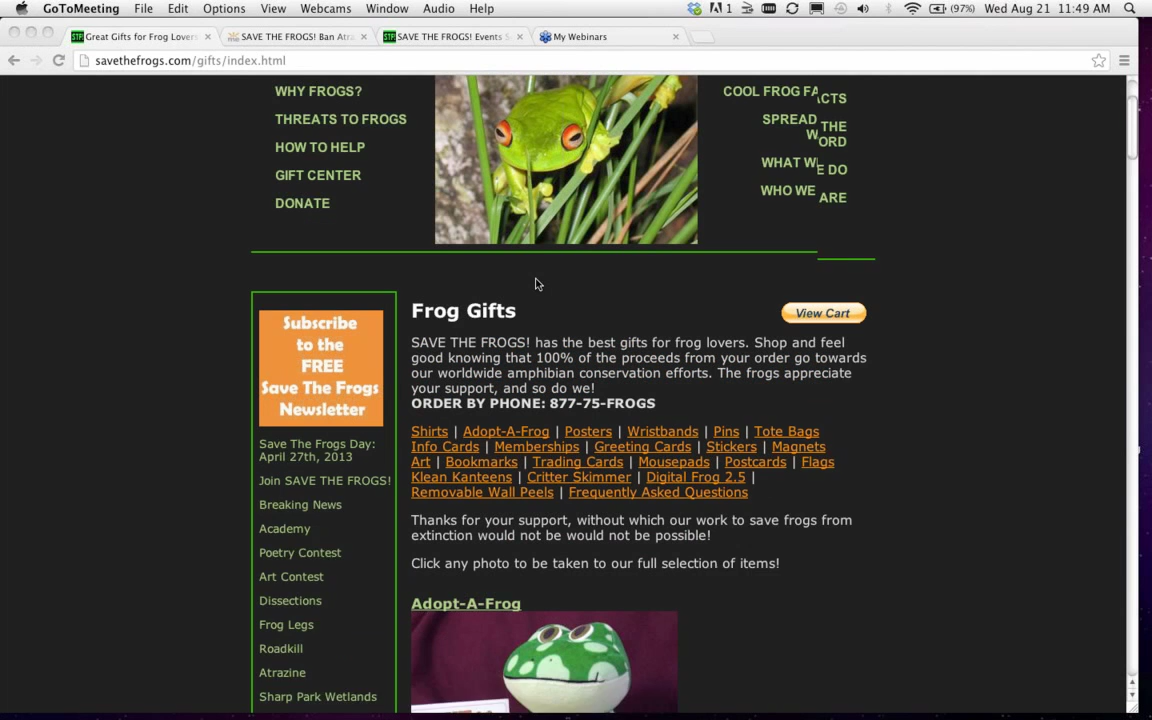 GoToMeeting File Edit Options View Webcams Window Audio Help 1 (97%) Wed Aug 21 11:49 AM
Great Gifts for Frog Lovers SAVE THE FROGS! Ban Atra SAVE THE FROGS! Events S My Webinars
savethefrogs.com/gifts/index.html
WHY FROGS?
THREATS TO FROGS
HOW TO HELP
GIFT CENTER
DONATE
COOL FROG FACTS
SPREAD THE
WORD
WHAT WE DO
WHO WE ARE
Subscribe
to the
FREE
Save The Frogs
Newsletter
Save The Frogs Day:
April 27th, 2013
Join SAVE THE FROGS!
Breaking News
Academy
Poetry Contest
Art Contest
Dissections
Frog Legs
Roadkill
Atrazine
Sharp Park Wetlands
Frog Gifts
View Cart
SAVE THE FROGS! has the best gifts for frog lovers. Shop and feel
good knowing that 100% of the proceeds from your order go towards
our worldwide amphibian conservation efforts. The frogs appreciate
your support, and so do we!
ORDER BY PHONE: 877-75-FROGS
Shirts | Adopt-A-Frog | Posters | Wristbands | Pins | Tote Bags
Info Cards | Memberships | Greeting Cards | Stickers | Magnets
Art | Bookmarks | Trading Cards | Mousepads | Postcards | Flags
Klean Kanteens | Critter Skimmer | Digital Frog 2.5 |
Removable Wall Peels | Frequently Asked Questions
Thanks for your support, without which our work to save frogs from
extinction would not be would not be possible!
Click any photo to be taken to our full selection of items!
Adopt-A-Frog